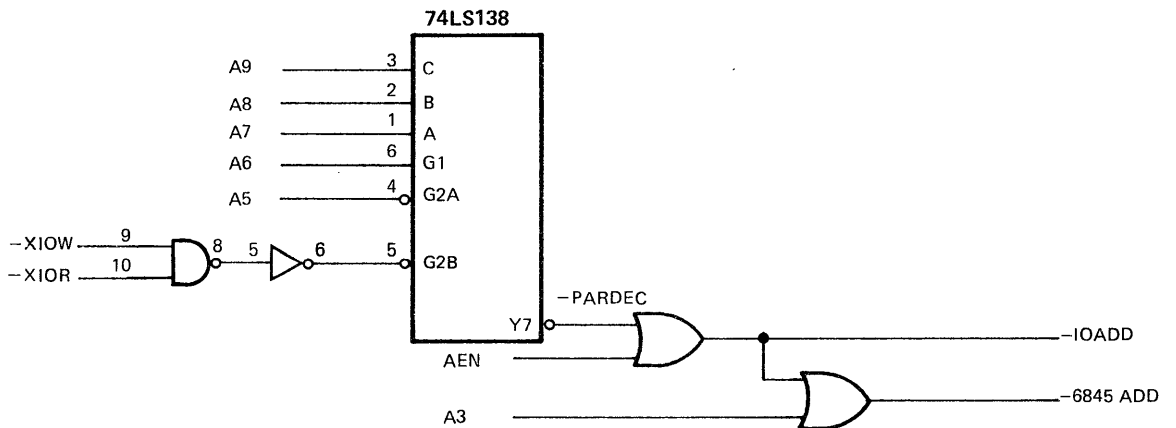 74LS138
A9 3 C
A8 2 B
A7 1 A
A6 6 G1
A5 4 G2A
−XIOW 9
8 5 6 5 G2B
−XIOR 10
−PARDEC
Y7
−IOADD
AEN
−6845 ADD
A3